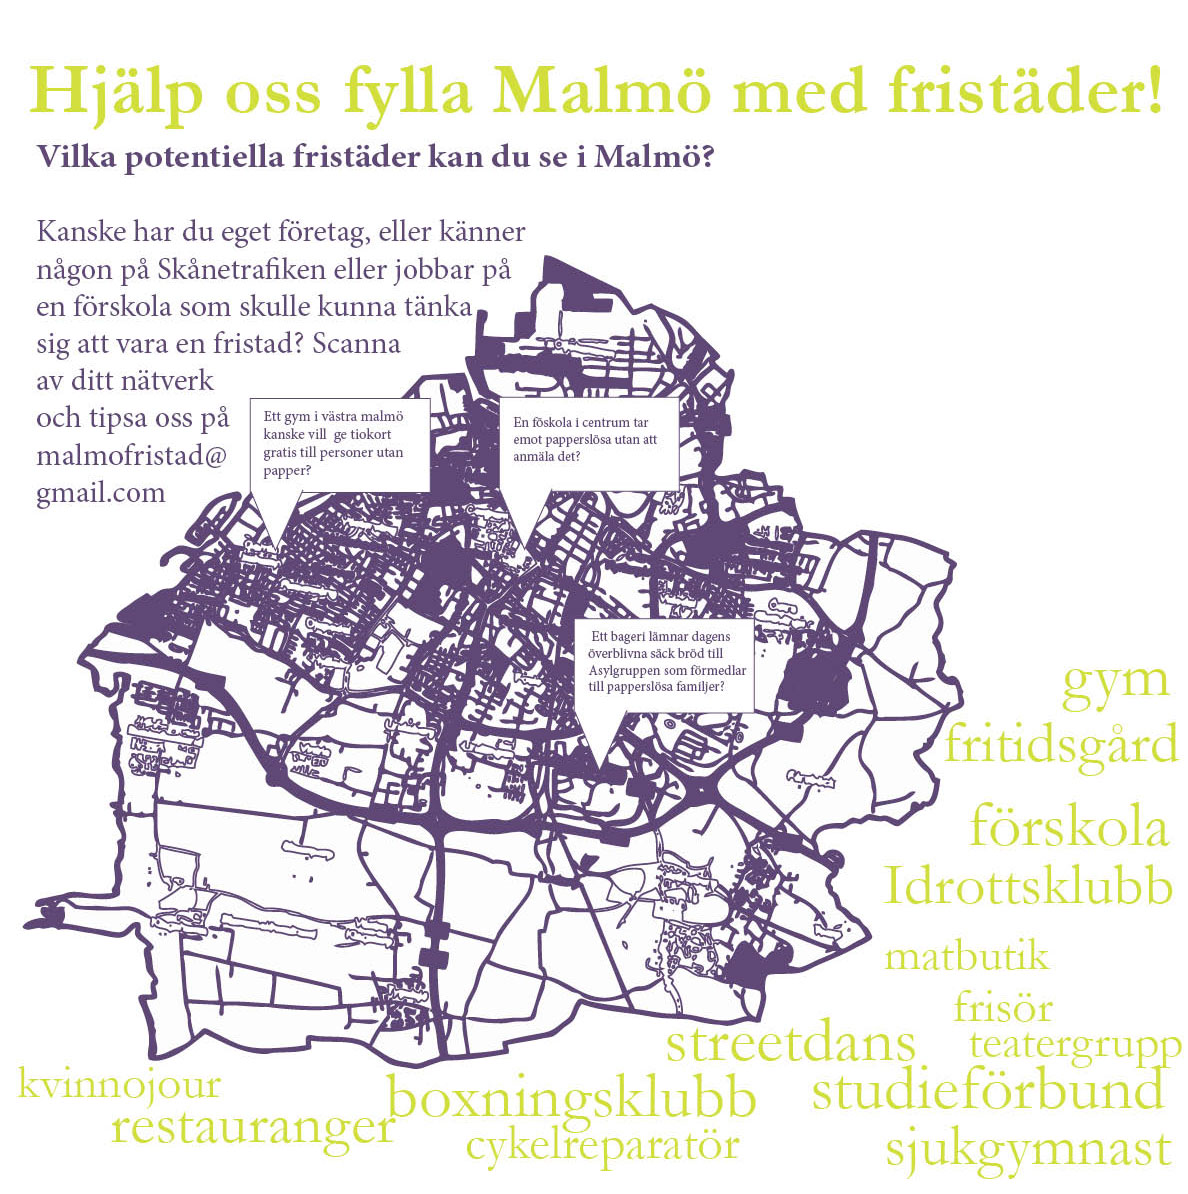 Hjälp oss fylla Malmö med fristäder!
Vilka potentiella fristäder kan du se i Malmö?
Kanske har du eget företag, eller känner
någon på Skånetrafiken eller jobbar på
en förskola som skulle kunna tänka
sig att vara en fristad? Scanna
av ditt nätverk
och tipsa oss på
malmofristad@
gmail.com
Ett gym i västra malmö
kanske vill ge tiokort
gratis till personer utan
papper?
En föskola i centrum tar
emot papperslösa utan att
anmäla det?
Ett bageri lämnar dagens
överblivna säck bröd till
Asylgruppen som förmedlar
till papperslösa familjer?
gym
fritidsgård
förskola
Idrottsklubb
matbutik
frisör
streetdans
teatergrupp
kvinnojour
boxningsklubb
studieförbund
restauranger
cykelreparatör
sjukgymnast